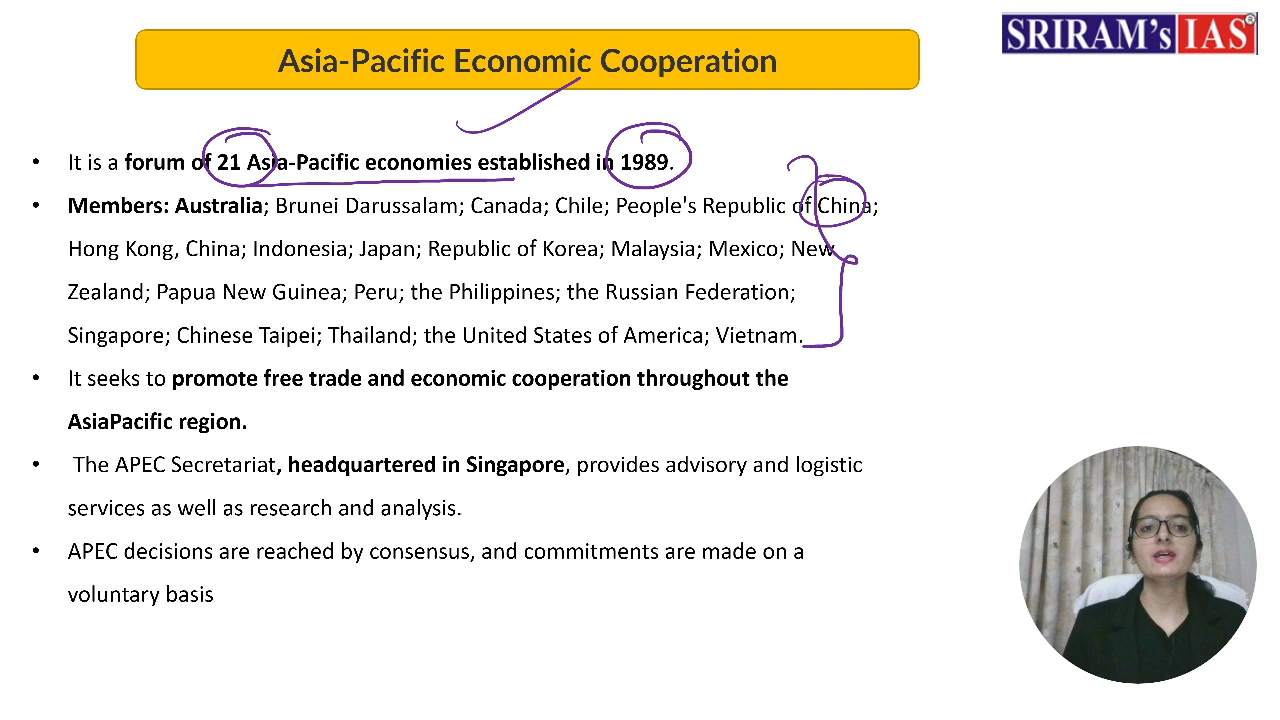 SRIRAM's IAS®
Asia-Pacific Economic Cooperation
• It is a forum of 21 Asia-Pacific economies established in 1989.
• Members: Australia; Brunei Darussalam; Canada; Chile; People's Republic of China;
Hong Kong, China; Indonesia; Japan; Republic of Korea; Malaysia; Mexico; New
Zealand; Papua New Guinea; Peru; the Philippines; the Russian Federation;
Singapore; Chinese Taipei; Thailand; the United States of America; Vietnam.
• It seeks to promote free trade and economic cooperation throughout the
AsiaPacific region.
• The APEC Secretariat, headquartered in Singapore, provides advisory and logistic
services as well as research and analysis.
• APEC decisions are reached by consensus, and commitments are made on a
voluntary basis